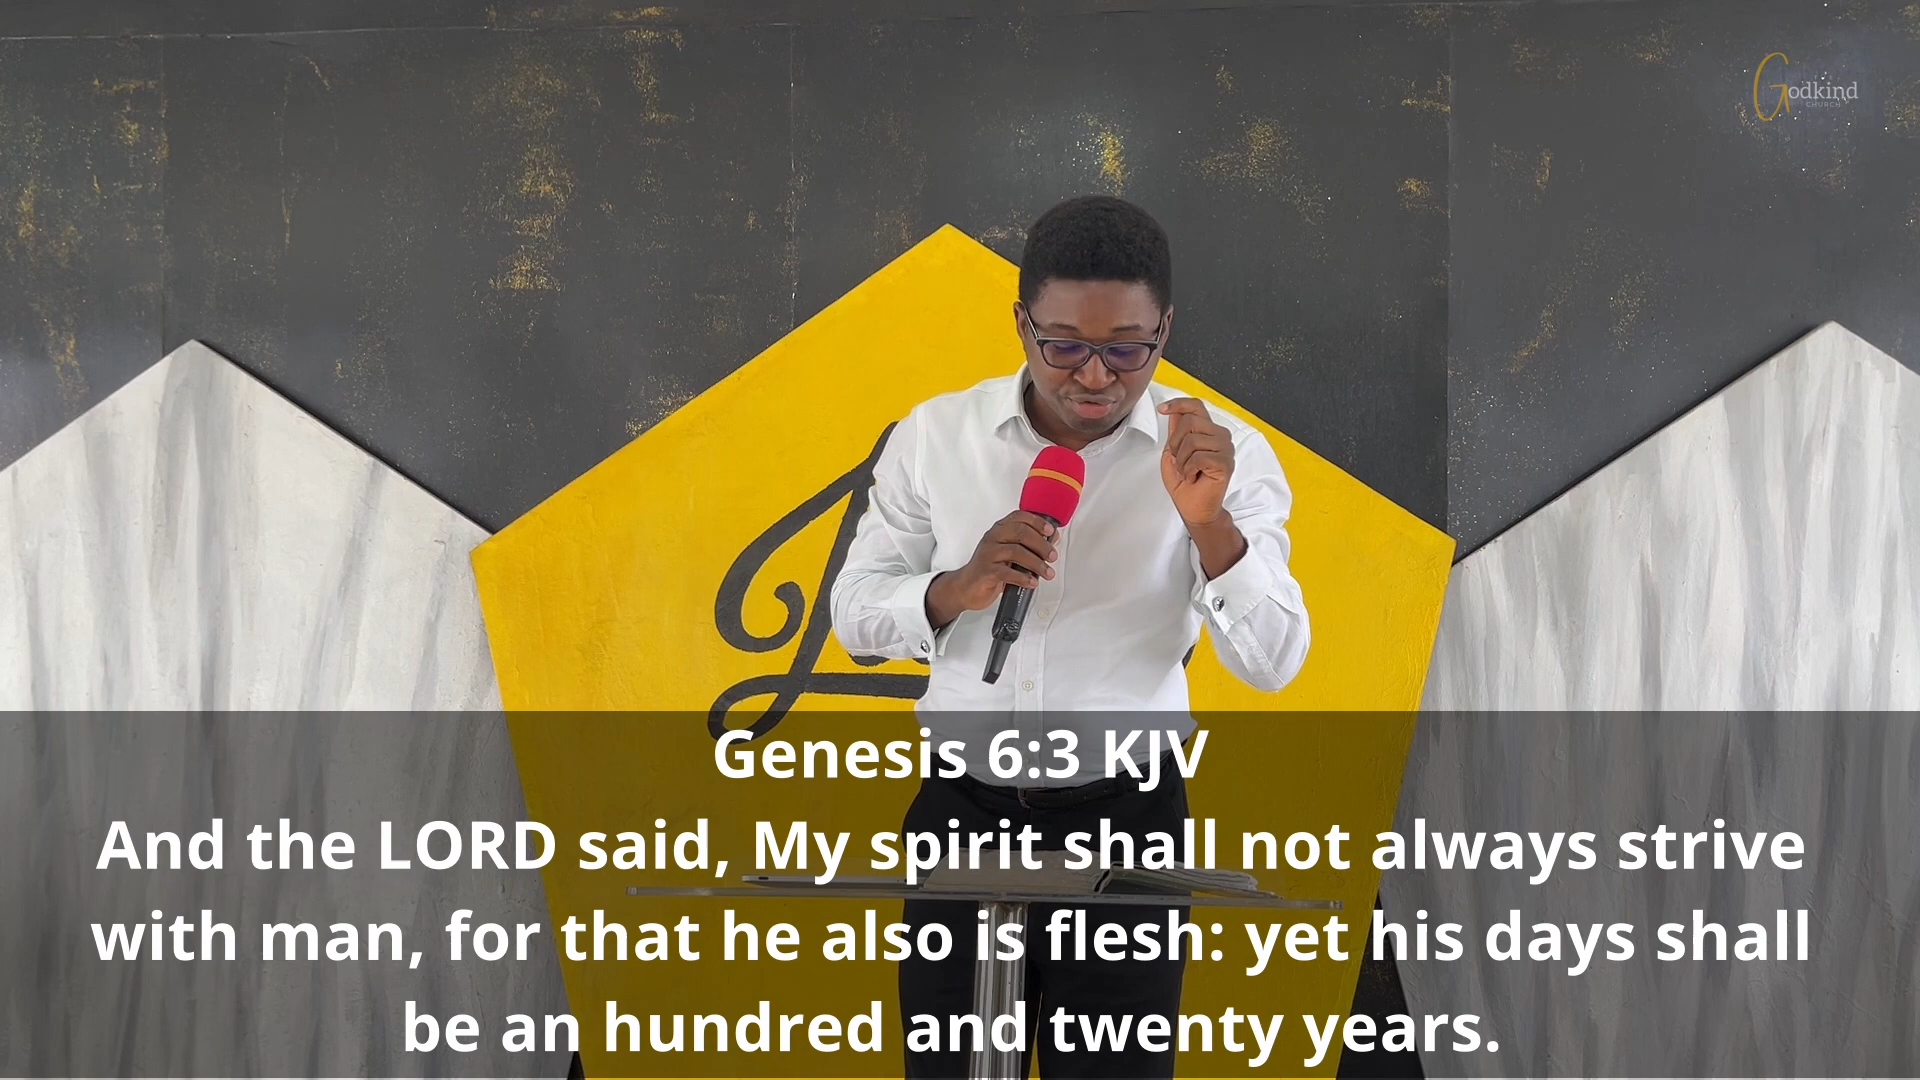 Godkind
CHURCH
Genesis 6:3 KJV
And the LORD said, My spirit shall not always strive
with man, for that he also is flesh: yet his days shall
be an hundred and twenty years.